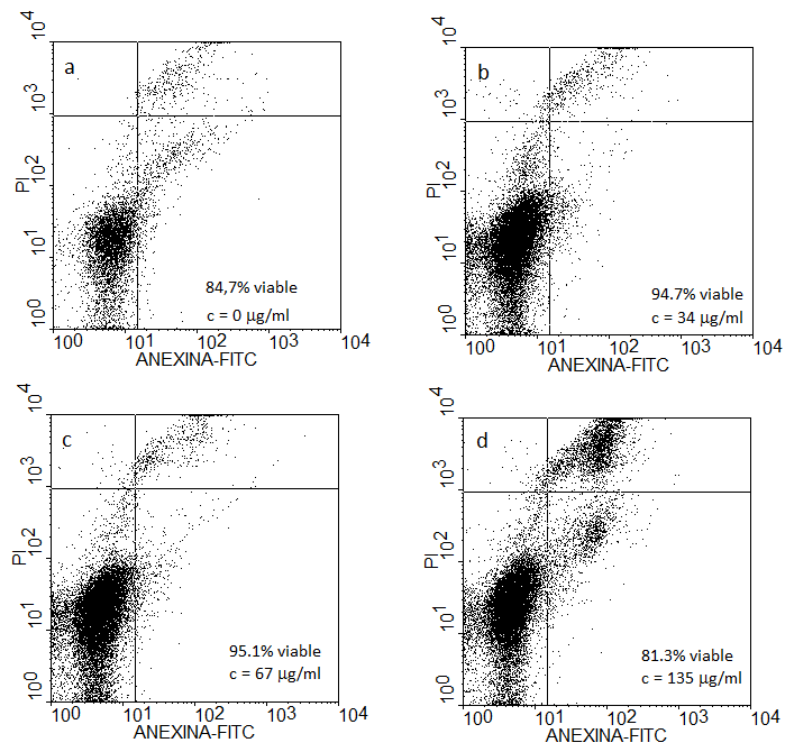 a
10^4
10^3
10^2
10^1
10^0
PI
84,7% viable
c = 0 µg/ml
10^0 10^1 10^2 10^3 10^4
ANEXINA-FITC
b
10^4
10^3
10^2
10^1
10^0
PI
94.7% viable
c = 34 µg/ml
10^0 10^1 10^2 10^3 10^4
ANEXINA-FITC
c
10^4
10^3
10^2
10^1
10^0
PI
95.1% viable
c = 67 µg/ml
10^0 10^1 10^2 10^3 10^4
ANEXINA-FITC
d
10^4
10^3
10^2
10^1
10^0
PI
81.3% viable
c = 135 µg/ml
10^0 10^1 10^2 10^3 10^4
ANEXINA-FITC